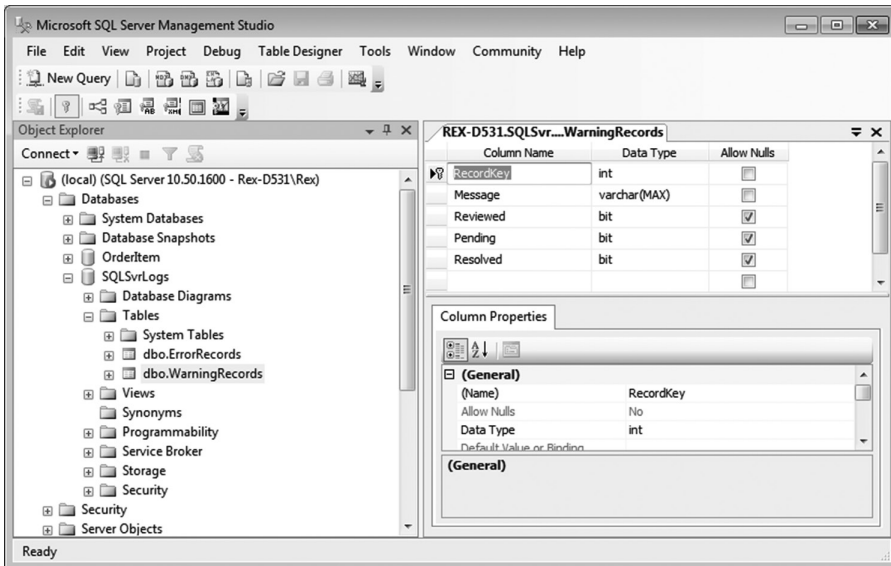 Microsoft SQL Server Management Studio
File Edit View Project Debug Table Designer Tools Window Community Help
New Query
Object Explorer
Connect
(local) (SQL Server 10.50.1600 - Rex-D531\Rex)
Databases
System Databases
Database Snapshots
OrderItem
SQLSvrLogs
Database Diagrams
Tables
System Tables
dbo.ErrorRecords
dbo.WarningRecords
Views
Synonyms
Programmability
Service Broker
Storage
Security
Security
Server Objects
REX-D531.SQLSvr....WarningRecords
Column Name Data Type Allow Nulls
RecordKey int
Message varchar(MAX)
Reviewed bit
Pending bit
Resolved bit
Column Properties
(General)
(Name) RecordKey
Allow Nulls No
Data Type int
Default Value or Binding
(General)
Ready